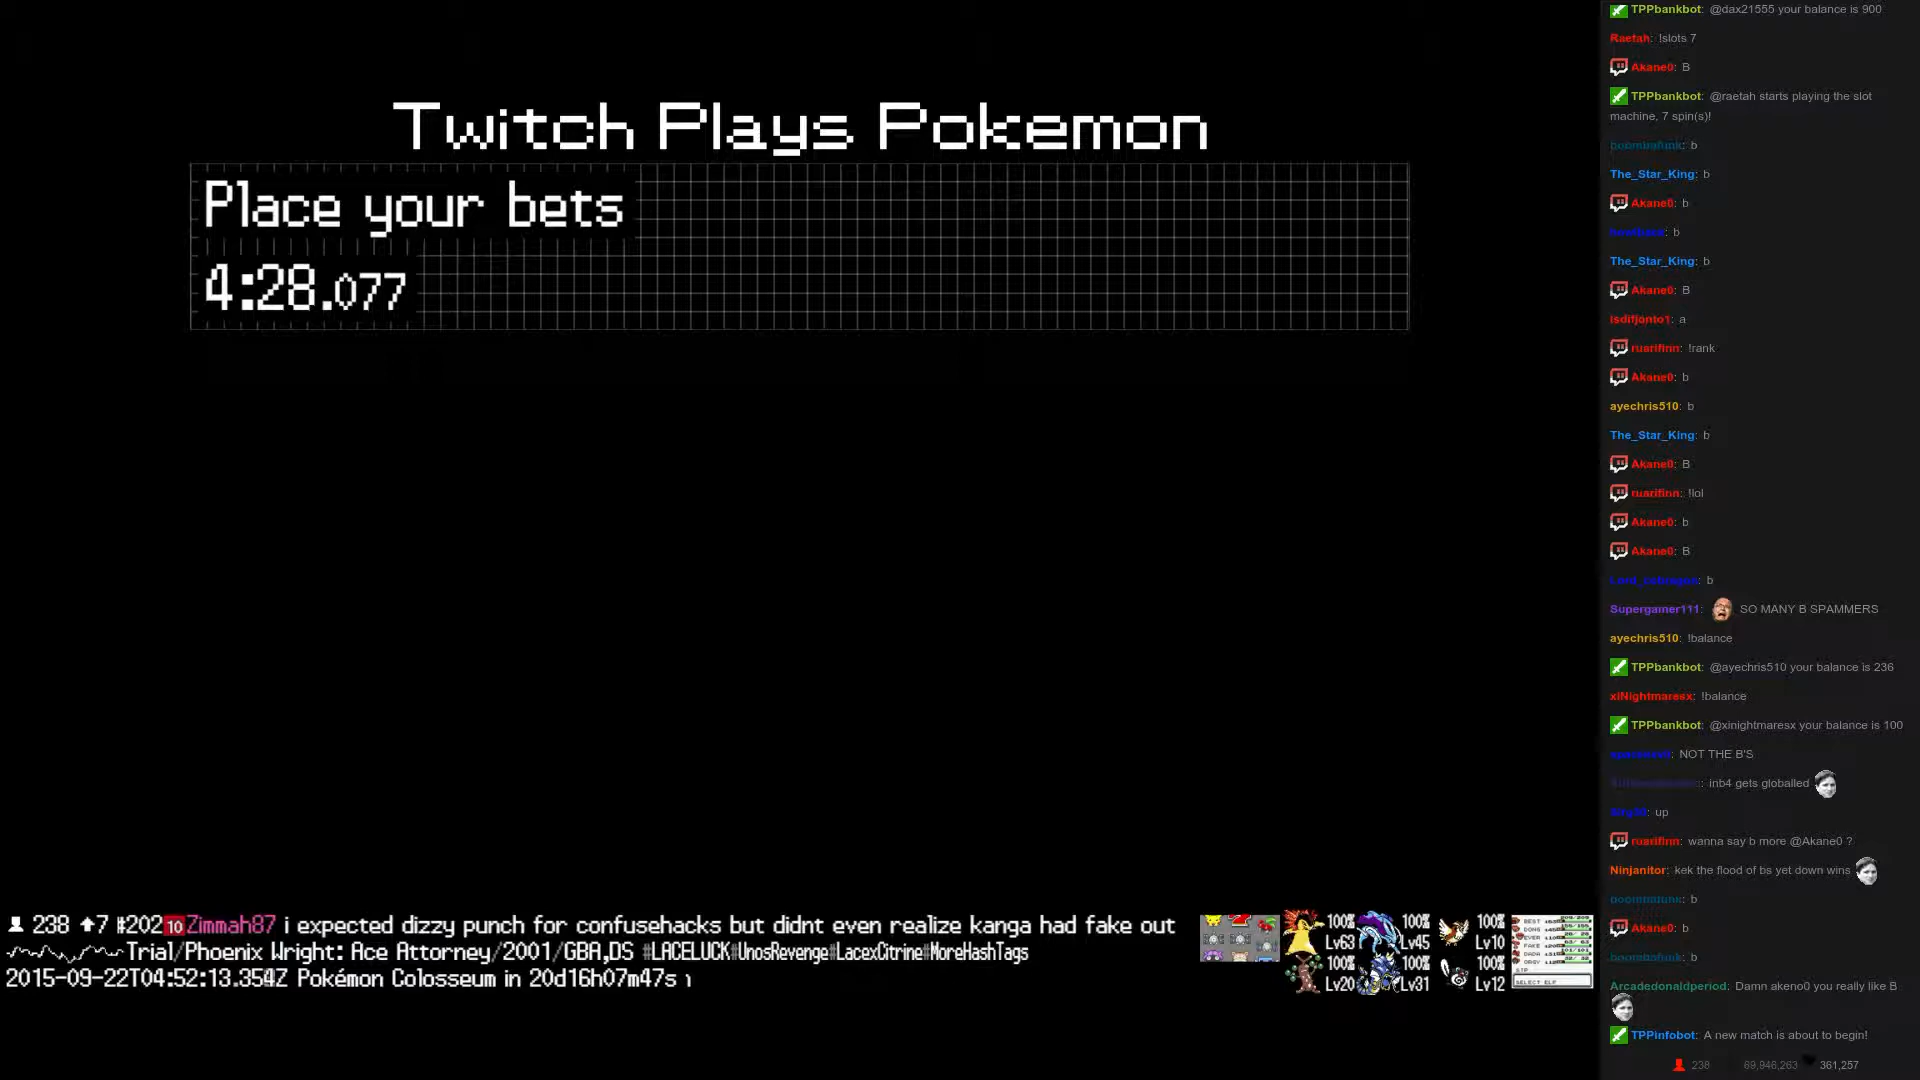 Twitch Plays Pokemon
Place your bets
4:28.077
238 7 #202 10 Zimmah87 i expected dizzy punch for confusehacks but didnt even realize kanga had fake out
Trial/Phoenix Wright: Ace Attorney/2001/GBA,DS #LACELUCK#UnosRevenge#LacexCitrine#MoreHashTags
2015-09-22T04:52:13.354Z Pokémon Colosseum in 20d16h07m47s
100% 100% 100%
Lv63 Lv45 Lv10
100% 100% 100%
Lv20 Lv31 Lv12
TPPbankbot: @dax21555 your balance is 900
Raetah: !slots 7
Akane0: B
TPPbankbot: @raetah starts playing the slot
machine, 7 spin(s)!
boombafunk: b
The_Star_King: b
Akane0: b
b
The_Star_King: b
Akane0: B
a
ruarifinn: !rank
Akane0: b
ayechris510: b
The_Star_King: b
Akane0: B
ruarifinn: !lol
Akane0: b
Akane0: B
b
Supergamer111: SO MANY B SPAMMERS
ayechris510: !balance
TPPbankbot: @ayechris510 your balance is 236
xiNightmaresx: !balance
TPPbankbot: @xinightmaresx your balance is 100
NOT THE B'S
inb4 gets globalled
up
ruarifinn: wanna say b more @Akane0 ?
Ninjanitor: kek the flood of bs yet down wins
boombafunk: b
Akane0: b
boombafunk: b
Arcadedonaldperiod: Damn akeno0 you really like B
TPPinfobot: A new match is about to begin!
238 69,946,263 361,257